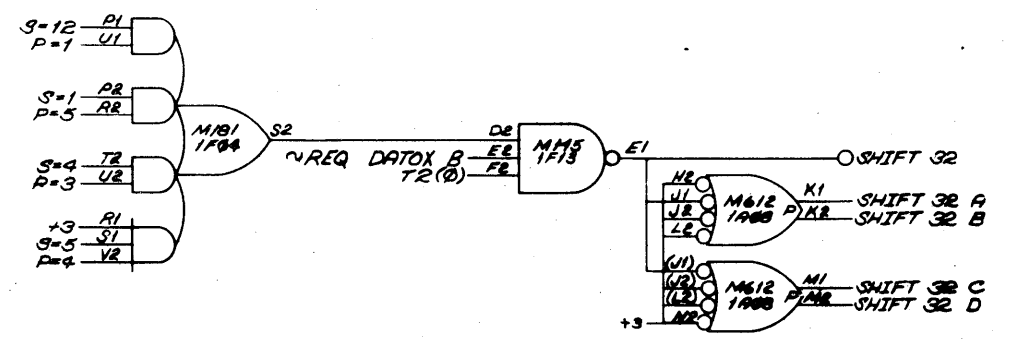 S=12 P1
P=1 U1
S=1 P2
P=5 R2
M181
1F04
S2
S=4 T2
P=3 U2
+3 R1
S=5 S1
P=4 V2
D2
~REQ DATOX B E2
T2(0) F2
M115
1F13
E1
SHIFT 32
H2
J1
J2
L2
M612
1A08
P
K1 SHIFT 32 A
K2 SHIFT 32 B
(J1)
(J2)
(L2)
+3 N2
M612
1A08
P
M1 SHIFT 32 C
M2 SHIFT 32 D